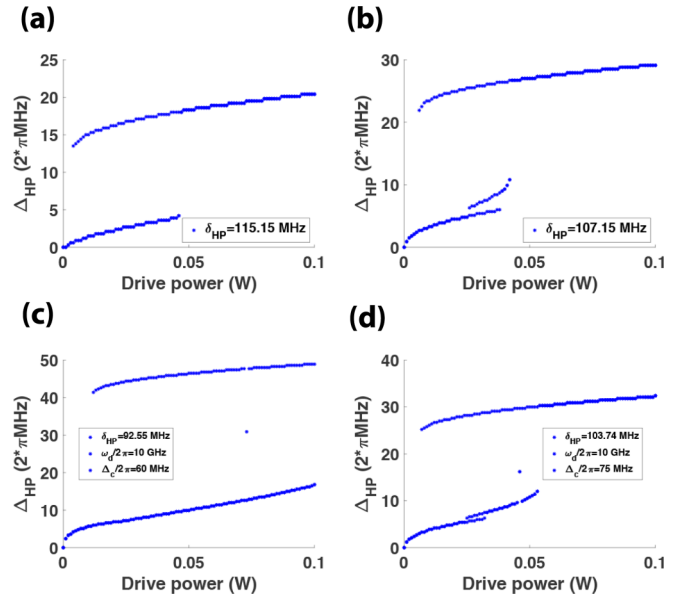 (a)
25
20
15
10
5
0
Δ_HP (2*πMHz)
δ_HP=115.15 MHz
0 0.05 0.1
Drive power (W)
(b)
30
20
10
0
Δ_HP (2*πMHz)
δ_HP=107.15 MHz
0 0.05 0.1
Drive power (W)
(c)
50
40
30
20
10
0
Δ_HP (2*πMHz)
δ_HP=92.55 MHz
ω_d/2π=10 GHz
Δ_c/2π=60 MHz
0 0.05 0.1
Drive power (W)
(d)
40
30
20
10
0
Δ_HP (2*πMHz)
δ_HP=103.74 MHz
ω_d/2π=10 GHz
Δ_c/2π=75 MHz
0 0.05 0.1
Drive power (W)